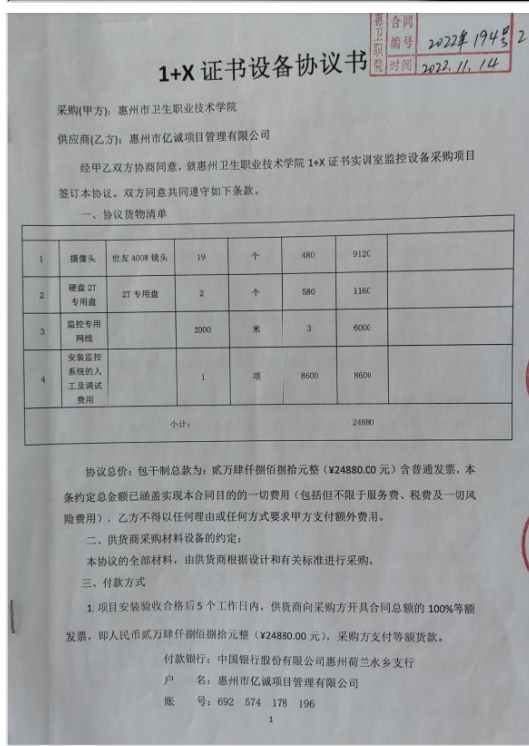 惠卫职院
合同编号 2022年194号 2
时间 2022.11.14
1+X 证书设备协议书
采购(甲方)：惠州市卫生职业技术学院
供应商(乙方)：惠州市亿诚项目管理有限公司
经甲乙双方协商同意，就惠州卫生职业技术学院 1+X 证书实训室监控设备采购项目
签订本协议。双方同意共同遵守如下条款。
一、协议货物清单
1 摄像头 世友 400W 镜头 19 个 480 9120
2 硬盘 2T 专用盘 2T 专用盘 2 个 580 1160
3 监控专用网线 2000 米 3 6000
4 安装监控系统的人工及调试费用 1 项 8600 8600
小计： 24880
协议总价：包干制总款为：贰万肆仟捌佰捌拾元整（¥24880.00 元）含普通发票，本
条约定总金额已涵盖实现本合同目的的一切费用（包括但不限于服务费、税费及一切风
险费用），乙方不得以任何理由或任何方式要求甲方支付额外费用。
二、供货商采购材料设备的约定：
本协议的全部材料，由供货商根据设计和有关标准进行采购。
三、付款方式
1. 项目安装验收合格后 5 个工作日内，供货商向采购方开具合同总额的 100%等额
发票，即人民币贰万肆仟捌佰捌拾元整（¥24880.00 元），采购方支付等额货款。
付款银行：中国银行股份有限公司惠州荷兰水乡支行
户 名：惠州市亿诚项目管理有限公司
账 号：692 574 178 196
1